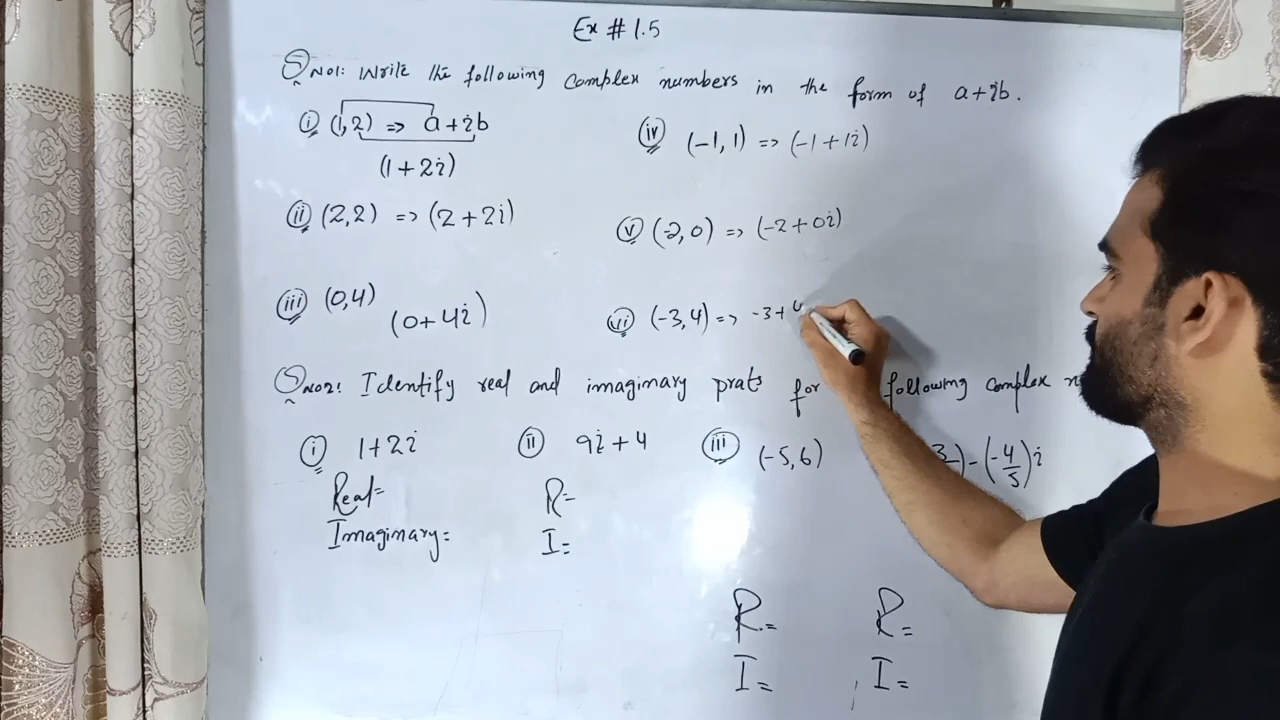 Ex # 1.5
Q No1: Write the following complex numbers in the form of a+ib.
(i) (1,2) => a+ib
(1+2i)
(ii) (2,2) => (2+2i)
(iii) (0,4) (0+4i)
(iv) (-1,1) => (-1+1i)
(v) (-2,0) => (-2+0i)
(vi) (-3,4) => -3+4
Q No2: Identify real and imaginary prats for following complex
(i) 1+2i
Real=
Imaginary=
(ii) 9i+4
R=
I=
(iii) (-5,6)
R=
I=
)-(-4/5)i
R=
I=